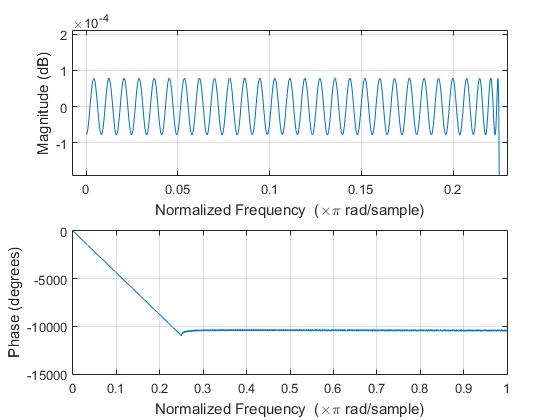 ×10⁻⁴
2
1
0
-1
Magnitude (dB)
0 0.05 0.1 0.15 0.2
Normalized Frequency (×π rad/sample)
0
-5000
-10000
-15000
Phase (degrees)
0 0.1 0.2 0.3 0.4 0.5 0.6 0.7 0.8 0.9 1
Normalized Frequency (×π rad/sample)